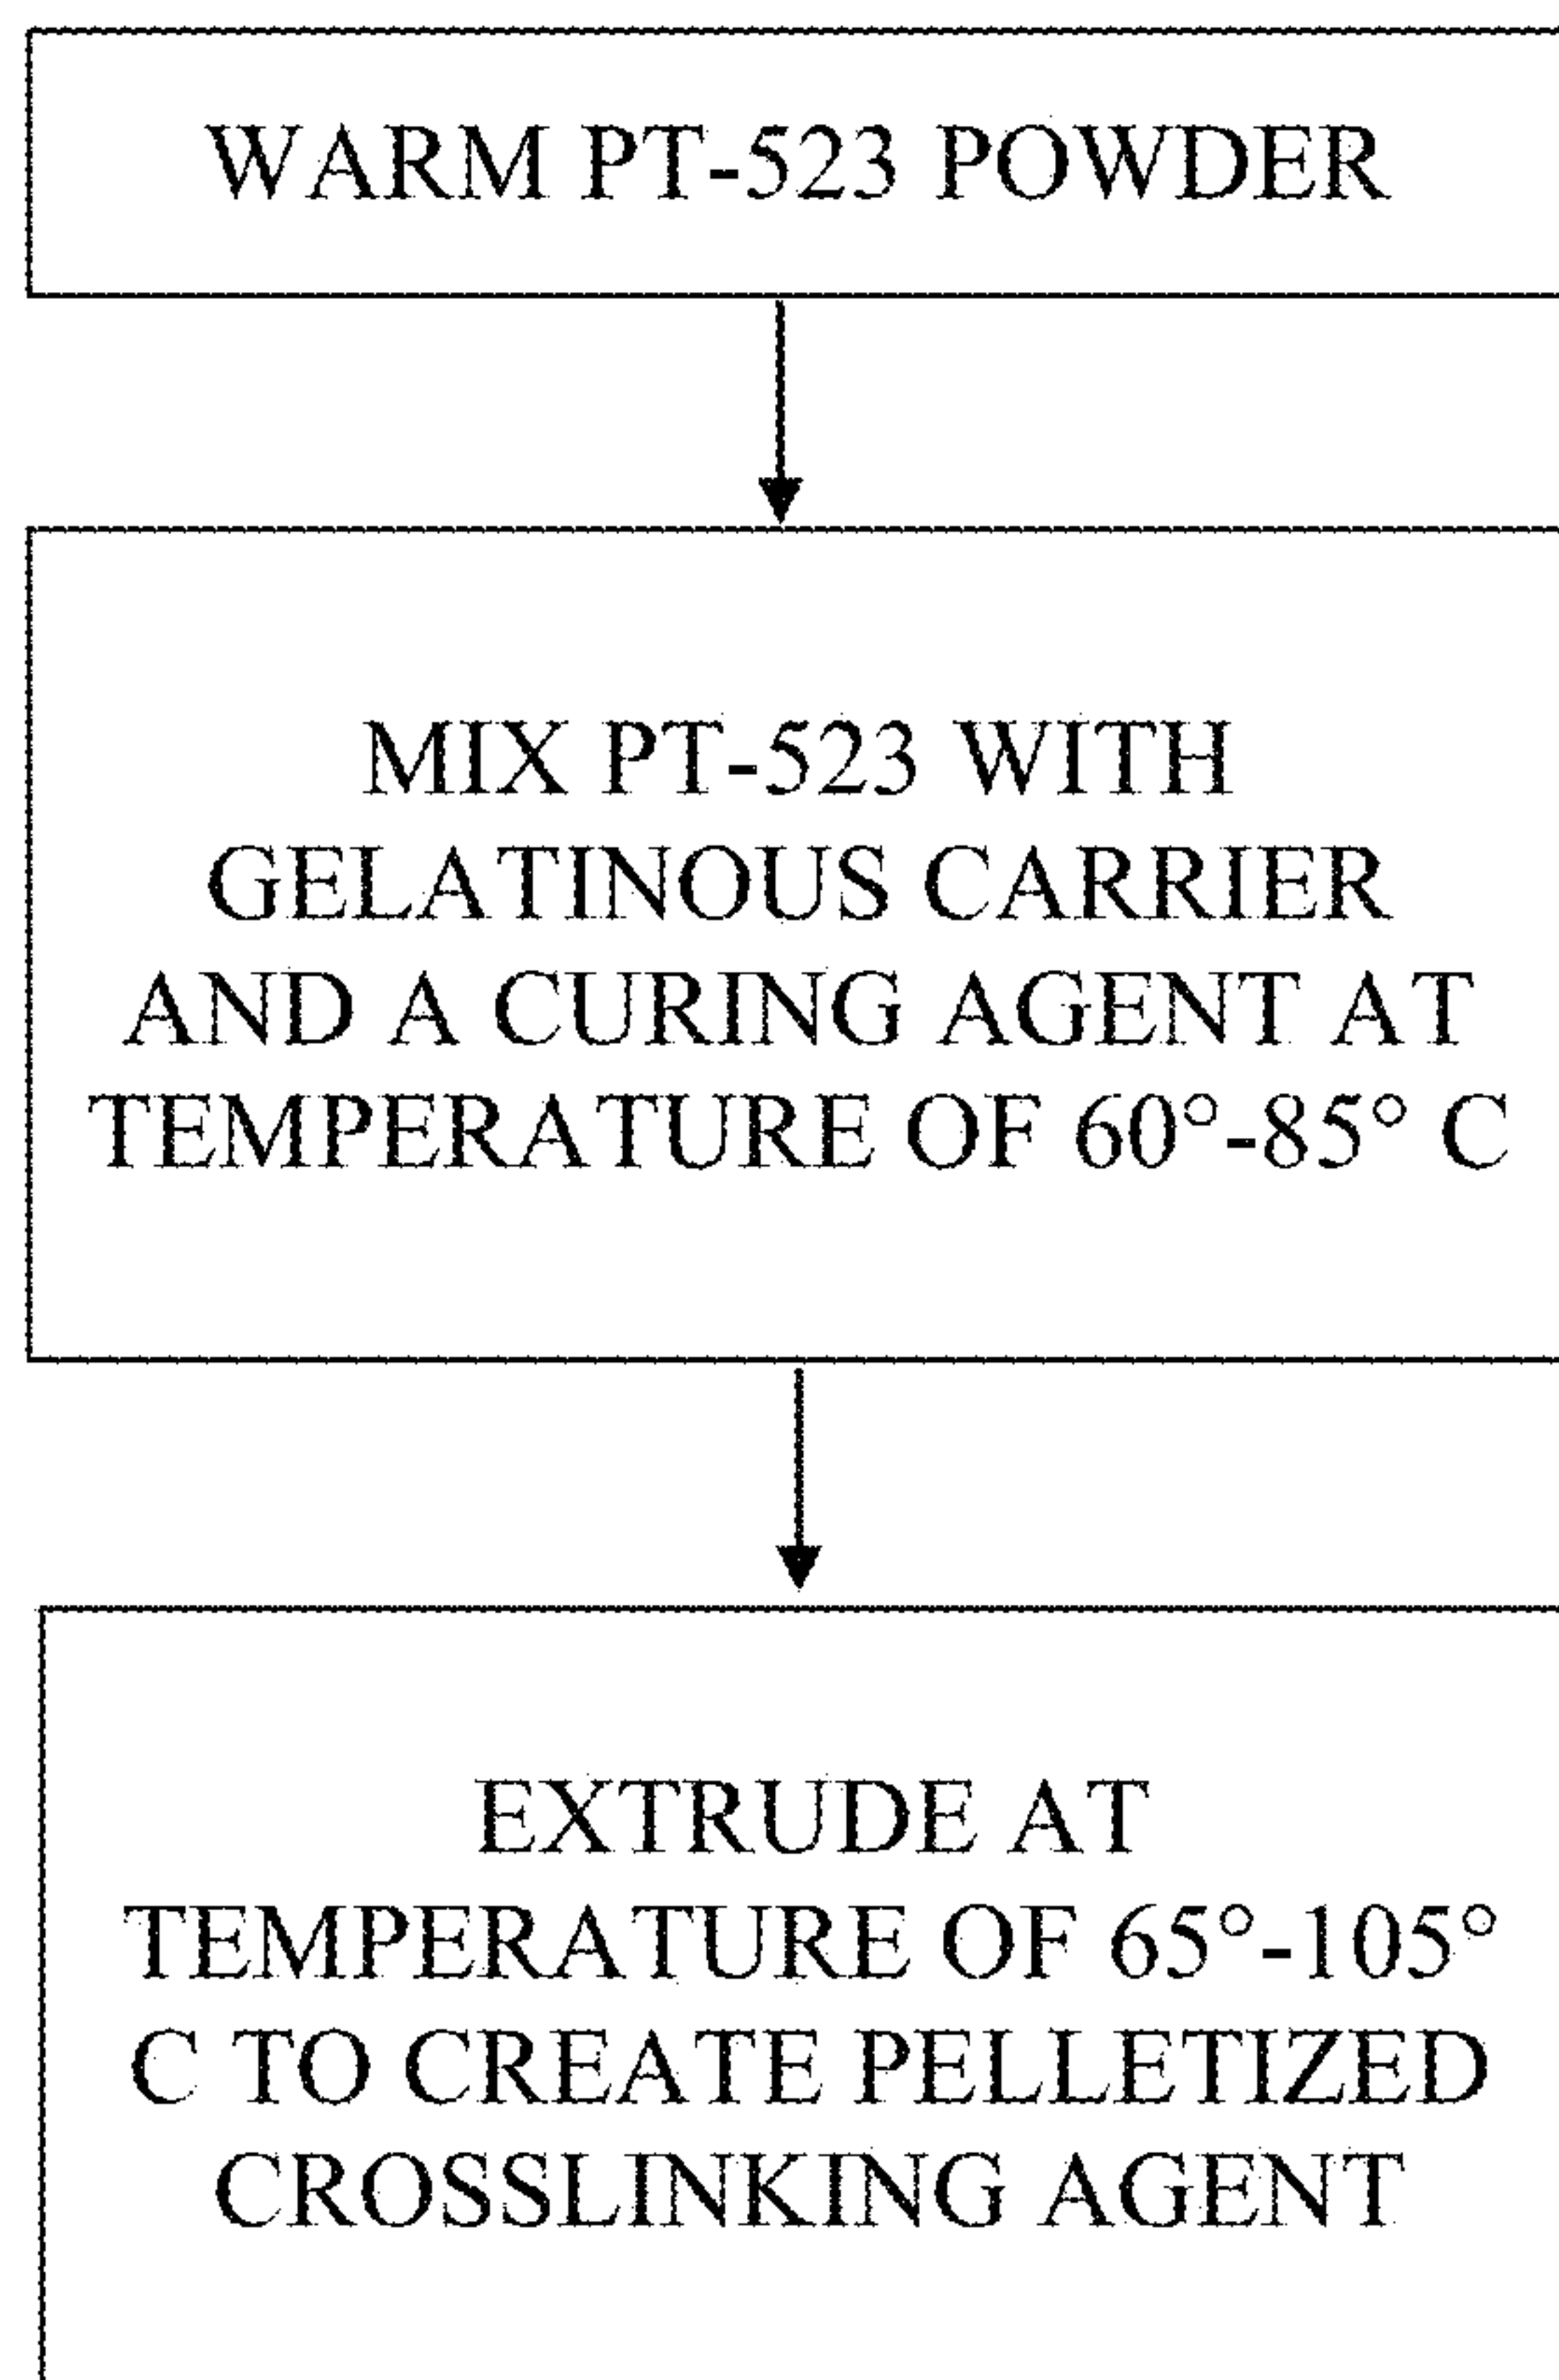 WARM PT-523 POWDER
MIX PT-523 WITH
GELATINOUS CARRIER
AND A CURING AGENT AT
TEMPERATURE OF 60°-85° C
EXTRUDE AT
TEMPERATURE OF 65°-105°
C TO CREATE PELLETIZED
CROSSLINKING AGENT